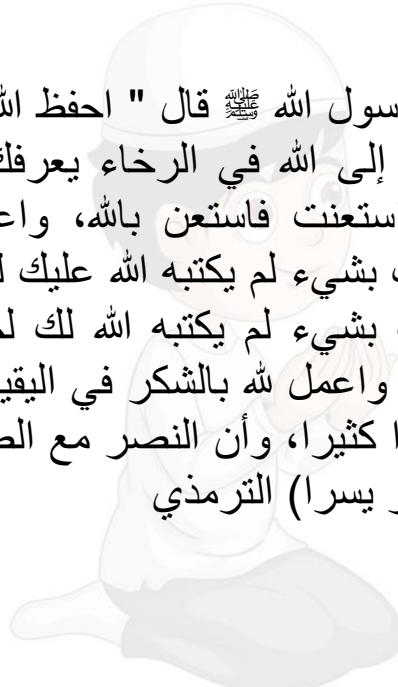 سول الله ﷺ قال " احفظ الله
إلى الله في الرخاء يعرفك
ستعنت فاستعن بالله، واع
بشيء لم يكتبه الله عليك ل
بشيء لم يكتبه الله لك لم
واعمل لله بالشكر في اليقي
ا كثيرا، وأن النصر مع الص
ر يسرا) الترمذي